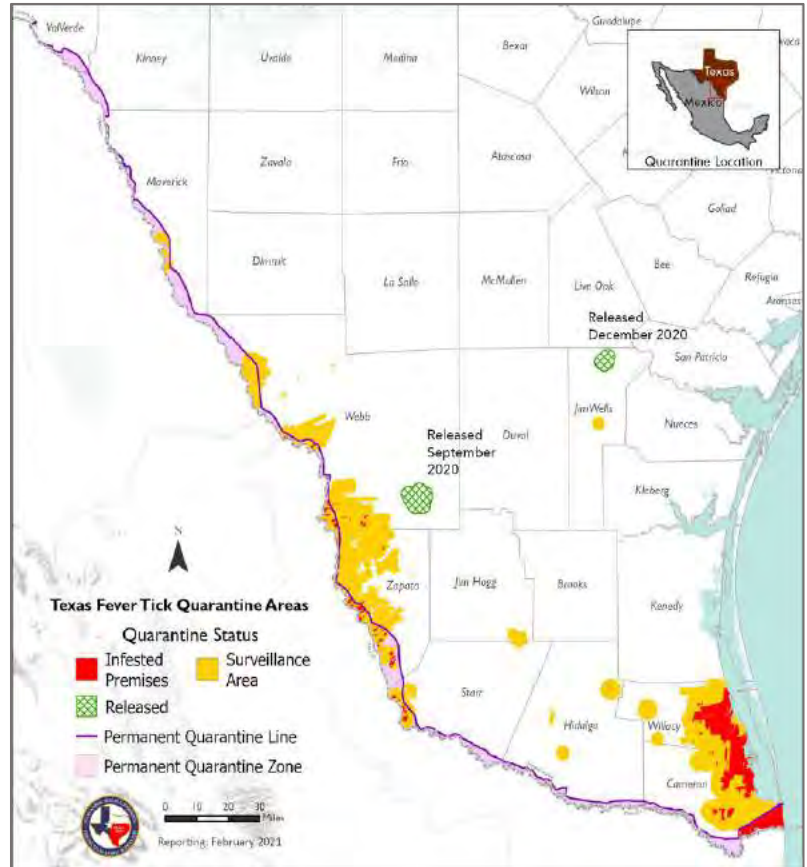 ValVerde
Kinney
Uvalde
Medina
Bexar
Guadalupe
Wilson
Texas
Mexico
Quarantine Location
Maverick
Zavala
Frio
Atascosa
Goliad
Dimmit
La Salle
McMullen
Live Oak
Bee
Refugio
Aransas
Released
December 2020
San Patricio
Webb
Duval
Jim Wells
Nueces
Released
September
2020
Kleberg
N
Zapata
Jim Hogg
Brooks
Kenedy
Texas Fever Tick Quarantine Areas
Quarantine Status
Infested
Premises
Surveillance
Area
Released
Permanent Quarantine Line
Permanent Quarantine Zone
Starr
Hidalgo
Willacy
Cameron
0 10 20 30
Miles
Reporting: February 2021